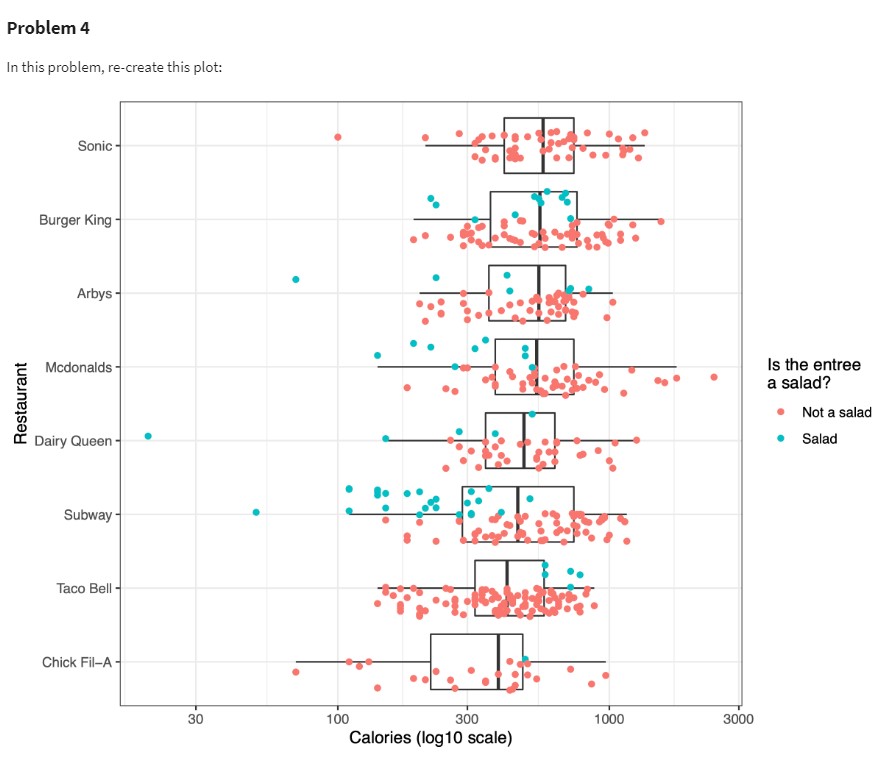 Problem 4
In this problem, re-create this plot:
Sonic
Burger King
Arbys
Mcdonalds
Dairy Queen
Subway
Taco Bell
Chick Fil−A
Restaurant
30 100 300 1000 3000
Calories (log10 scale)
Is the entree
a salad?
Not a salad
Salad